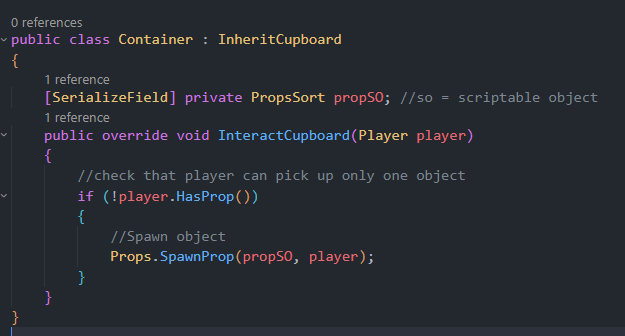 0 references
public class Container : InheritCupboard
{
1 reference
[SerializeField] private PropsSort propSO; //so = scriptable object
1 reference
public override void InteractCupboard(Player player)
{
//check that player can pick up only one object
if (!player.HasProp())
{
//Spawn object
Props.SpawnProp(propSO, player);
}
}
}